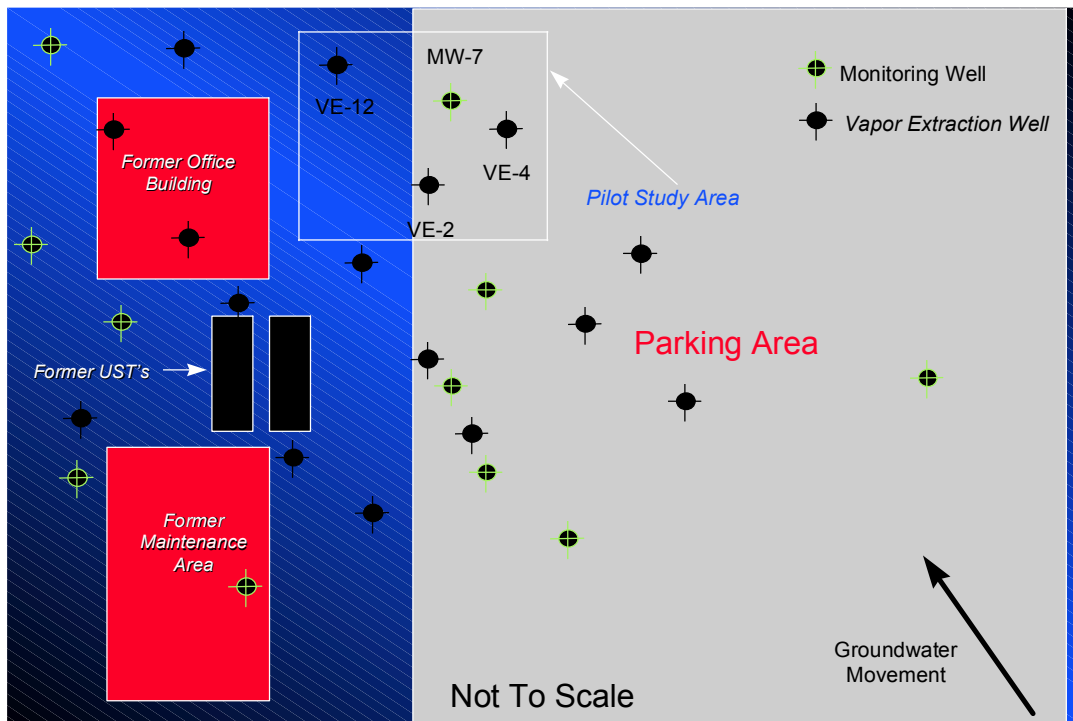 MW-7
Monitoring Well
VE-12
Vapor Extraction Well
Former Office
Building
VE-4
Pilot Study Area
VE-2
Parking Area
Former UST's
Former
Maintenance
Area
Groundwater
Movement
Not To Scale